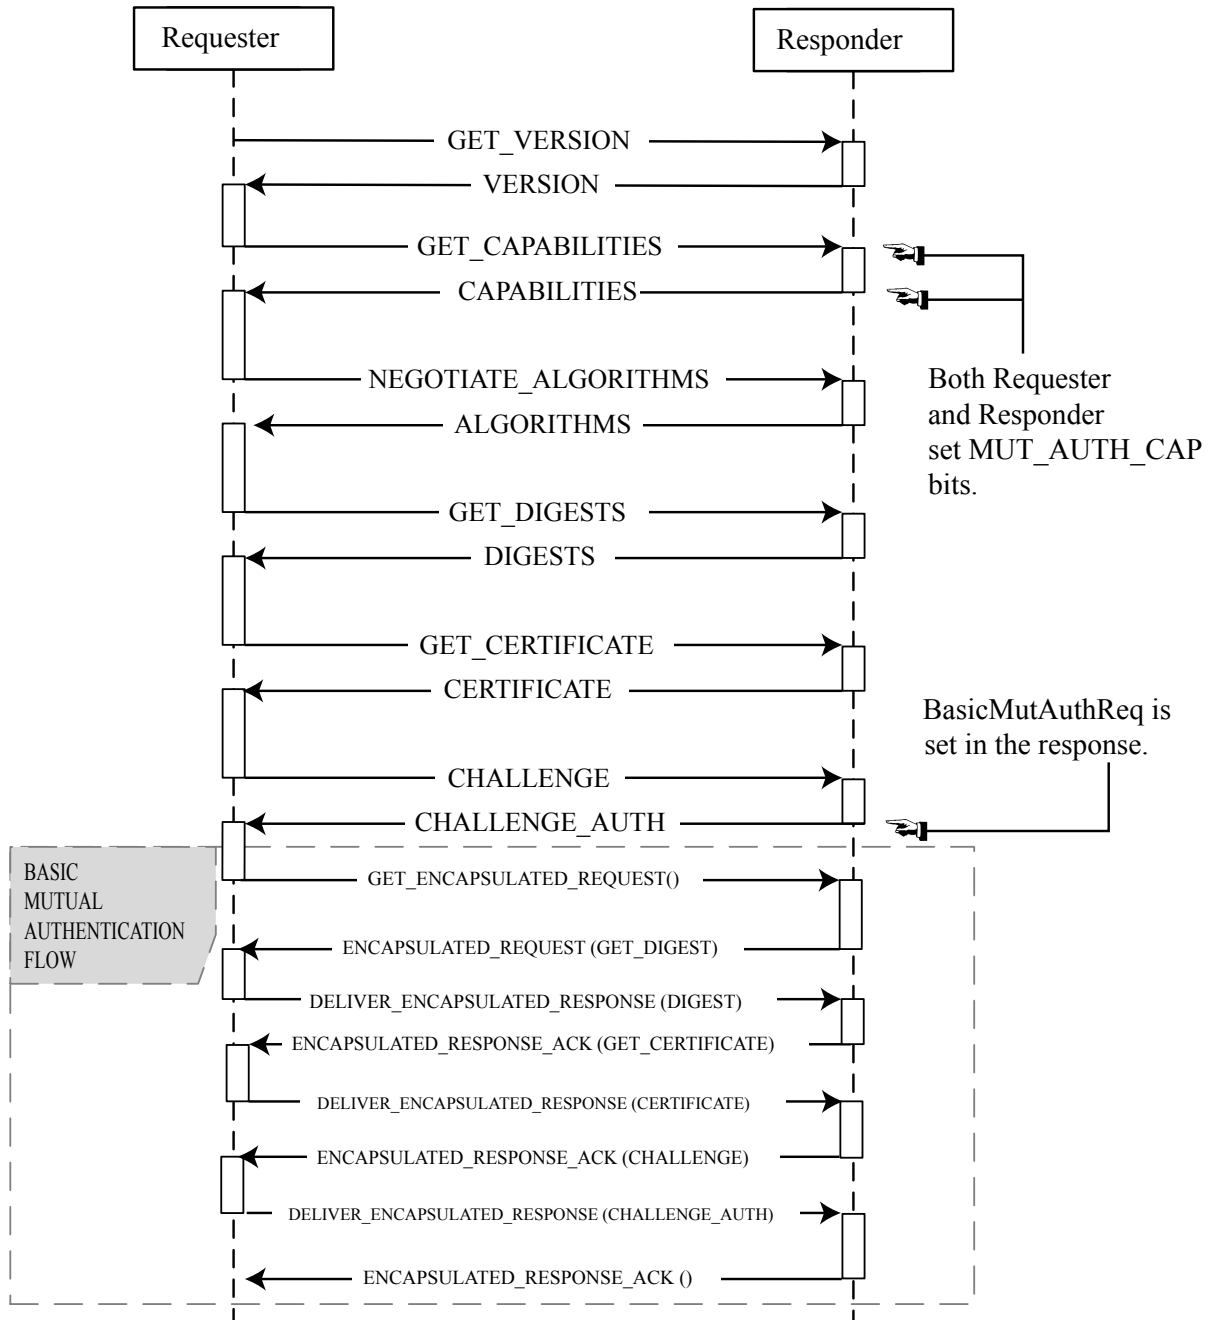 Requester
Responder
GET_VERSION
VERSION
GET_CAPABILITIES
CAPABILITIES
Both Requester
and Responder
set MUT_AUTH_CAP
bits.
NEGOTIATE_ALGORITHMS
ALGORITHMS
GET_DIGESTS
DIGESTS
GET_CERTIFICATE
CERTIFICATE
BasicMutAuthReq is
set in the response.
CHALLENGE
CHALLENGE_AUTH
BASIC
MUTUAL
AUTHENTICATION
FLOW
GET_ENCAPSULATED_REQUEST()
ENCAPSULATED_REQUEST (GET_DIGEST)
DELIVER_ENCAPSULATED_RESPONSE (DIGEST)
ENCAPSULATED_RESPONSE_ACK (GET_CERTIFICATE)
DELIVER_ENCAPSULATED_RESPONSE (CERTIFICATE)
ENCAPSULATED_RESPONSE_ACK (CHALLENGE)
DELIVER_ENCAPSULATED_RESPONSE (CHALLENGE_AUTH)
ENCAPSULATED_RESPONSE_ACK ()